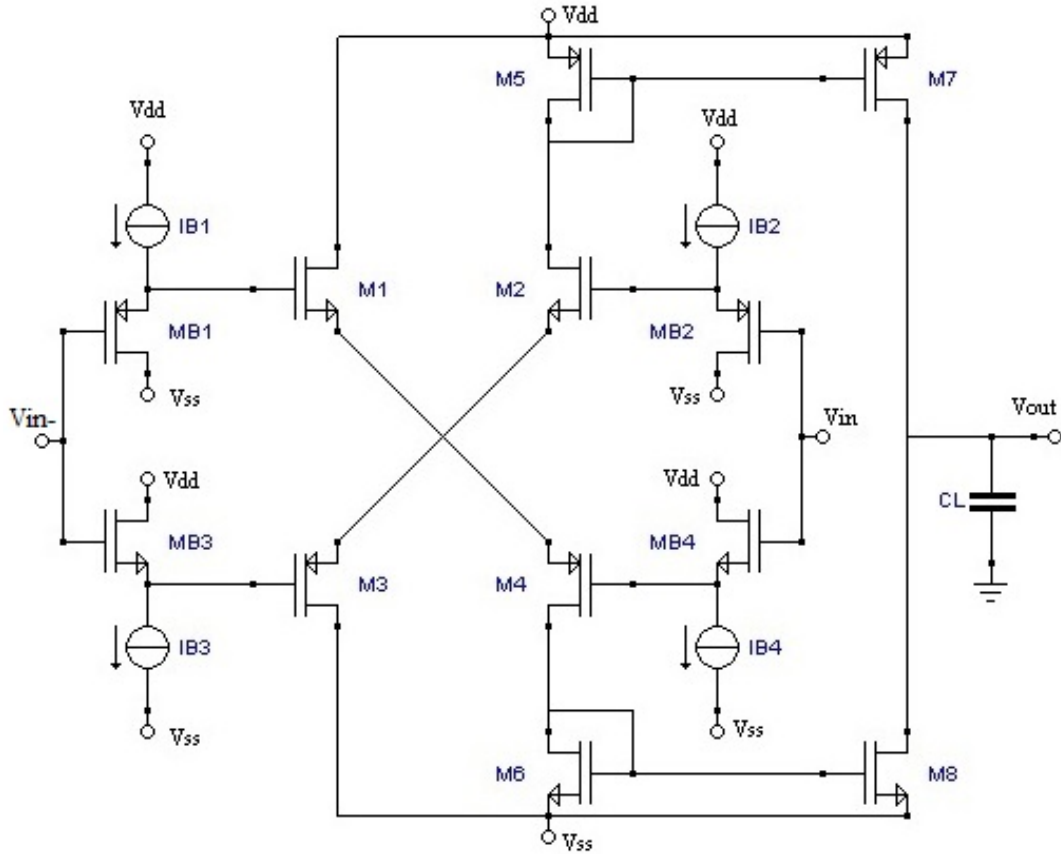 Vdd
M5
M7
Vdd
Vdd
IB1
IB2
M1
M2
MB1
MB2
Vss
Vss
Vin-
Vin
Vout
Vdd
Vdd
CL
MB3
MB4
M3
M4
IB3
IB4
Vss
Vss
M6
M8
Vss